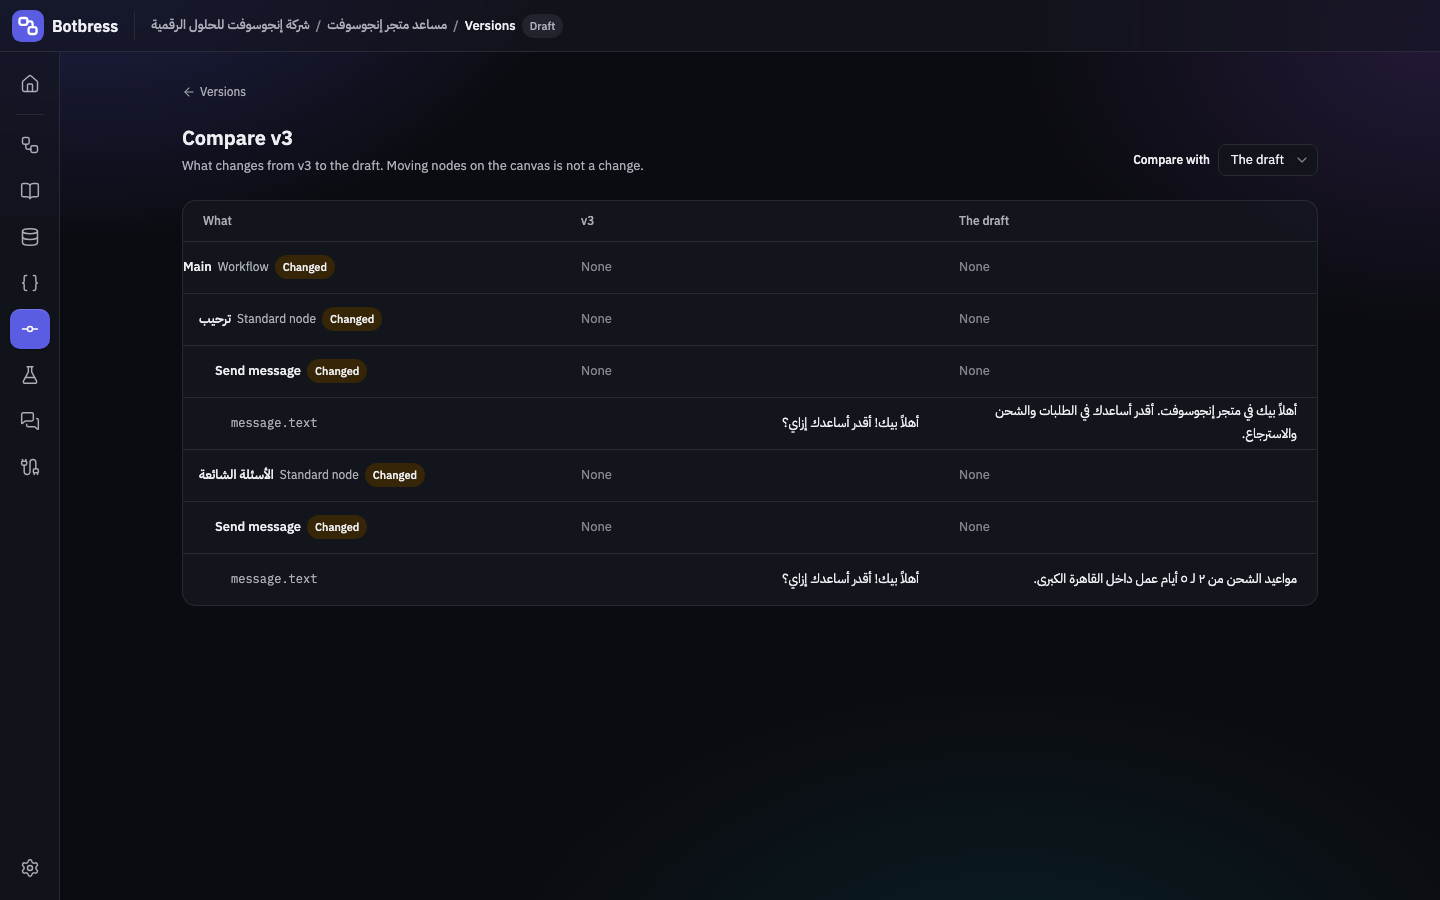 Botbress
شركة إنجوسوفت للحلول الرقمية / مساعد متجر إنجوسوفت / Versions Draft
Versions
Compare v3
What changes from v3 to the draft. Moving nodes on the canvas is not a change.
Compare with The draft
What v3 The draft
Main Workflow Changed None None
ترحيب Standard node Changed None None
Send message Changed None None
message.text أهلاً بيك! أقدر أساعدك إزاي؟ أهلاً بيك في متجر إنجوسوفت. أقدر أساعدك في الطلبات والشحن
والاسترجاع.
الأسئلة الشائعة Standard node Changed None None
Send message Changed None None
message.text أهلاً بيك! أقدر أساعدك إزاي؟ مواعيد الشحن من ٢ لـ ٥ أيام عمل داخل القاهرة الكبرى.